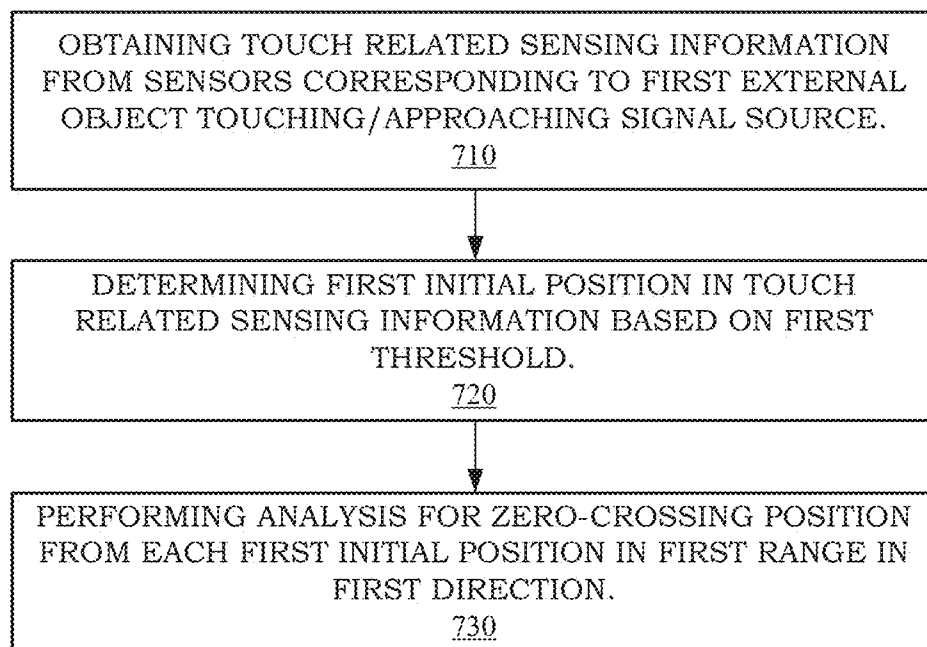 OBTAINING TOUCH RELATED SENSING INFORMATION
FROM SENSORS CORRESPONDING TO FIRST EXTERNAL
OBJECT TOUCHING/APPROACHING SIGNAL SOURCE.
710
DETERMINING FIRST INITIAL POSITION IN TOUCH
RELATED SENSING INFORMATION BASED ON FIRST
THRESHOLD.
720
PERFORMING ANALYSIS FOR ZERO-CROSSING POSITION
FROM EACH FIRST INITIAL POSITION IN FIRST RANGE IN
FIRST DIRECTION.
730